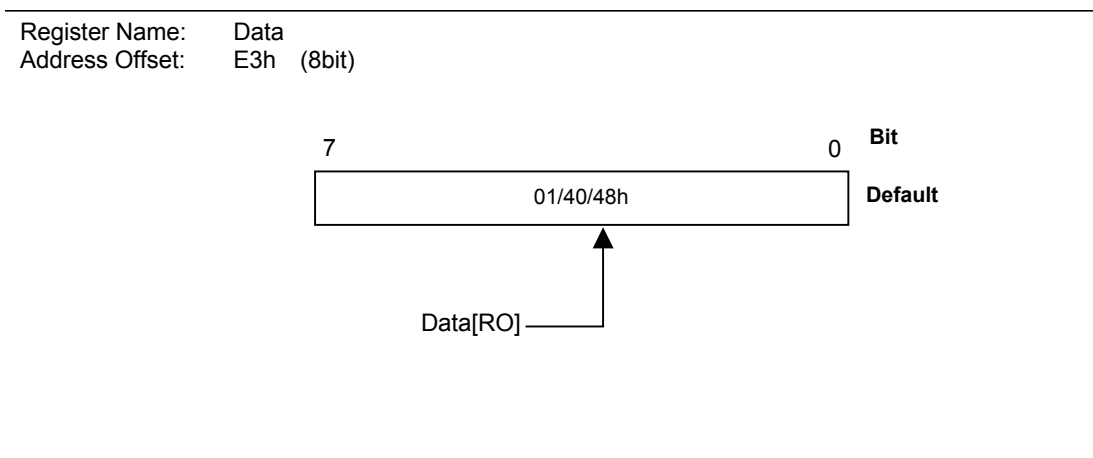 Register Name: Data
Address Offset: E3h (8bit)
7 0 Bit
01/40/48h Default
Data[RO]